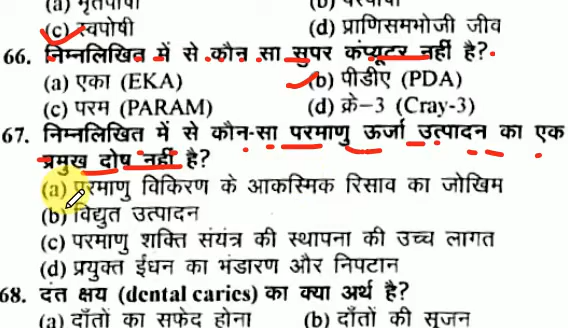 (a) मृतपोषी (b) परपोषी
(c) स्वपोषी (d) प्राणिसमभोजी जीव
66. निम्नलिखित में से कौन सा सुपर कंप्यूटर नहीं है?
(a) एका (EKA) (b) पीडीए (PDA)
(c) परम (PARAM) (d) क्रे-3 (Cray-3)
67. निम्नलिखित में से कौन-सा परमाणु ऊर्जा उत्पादन का एक
प्रमुख दोष नहीं है?
(a) परमाणु विकिरण के आकस्मिक रिसाव का जोखिम
(b) विद्युत उत्पादन
(c) परमाणु शक्ति संयंत्र की स्थापना की उच्च लागत
(d) प्रयुक्त ईंधन का भंडारण और निपटान
68. दंत क्षय (dental caries) का क्या अर्थ है?
(a) दाँतों का सफेद होना (b) दाँतों की सूजन